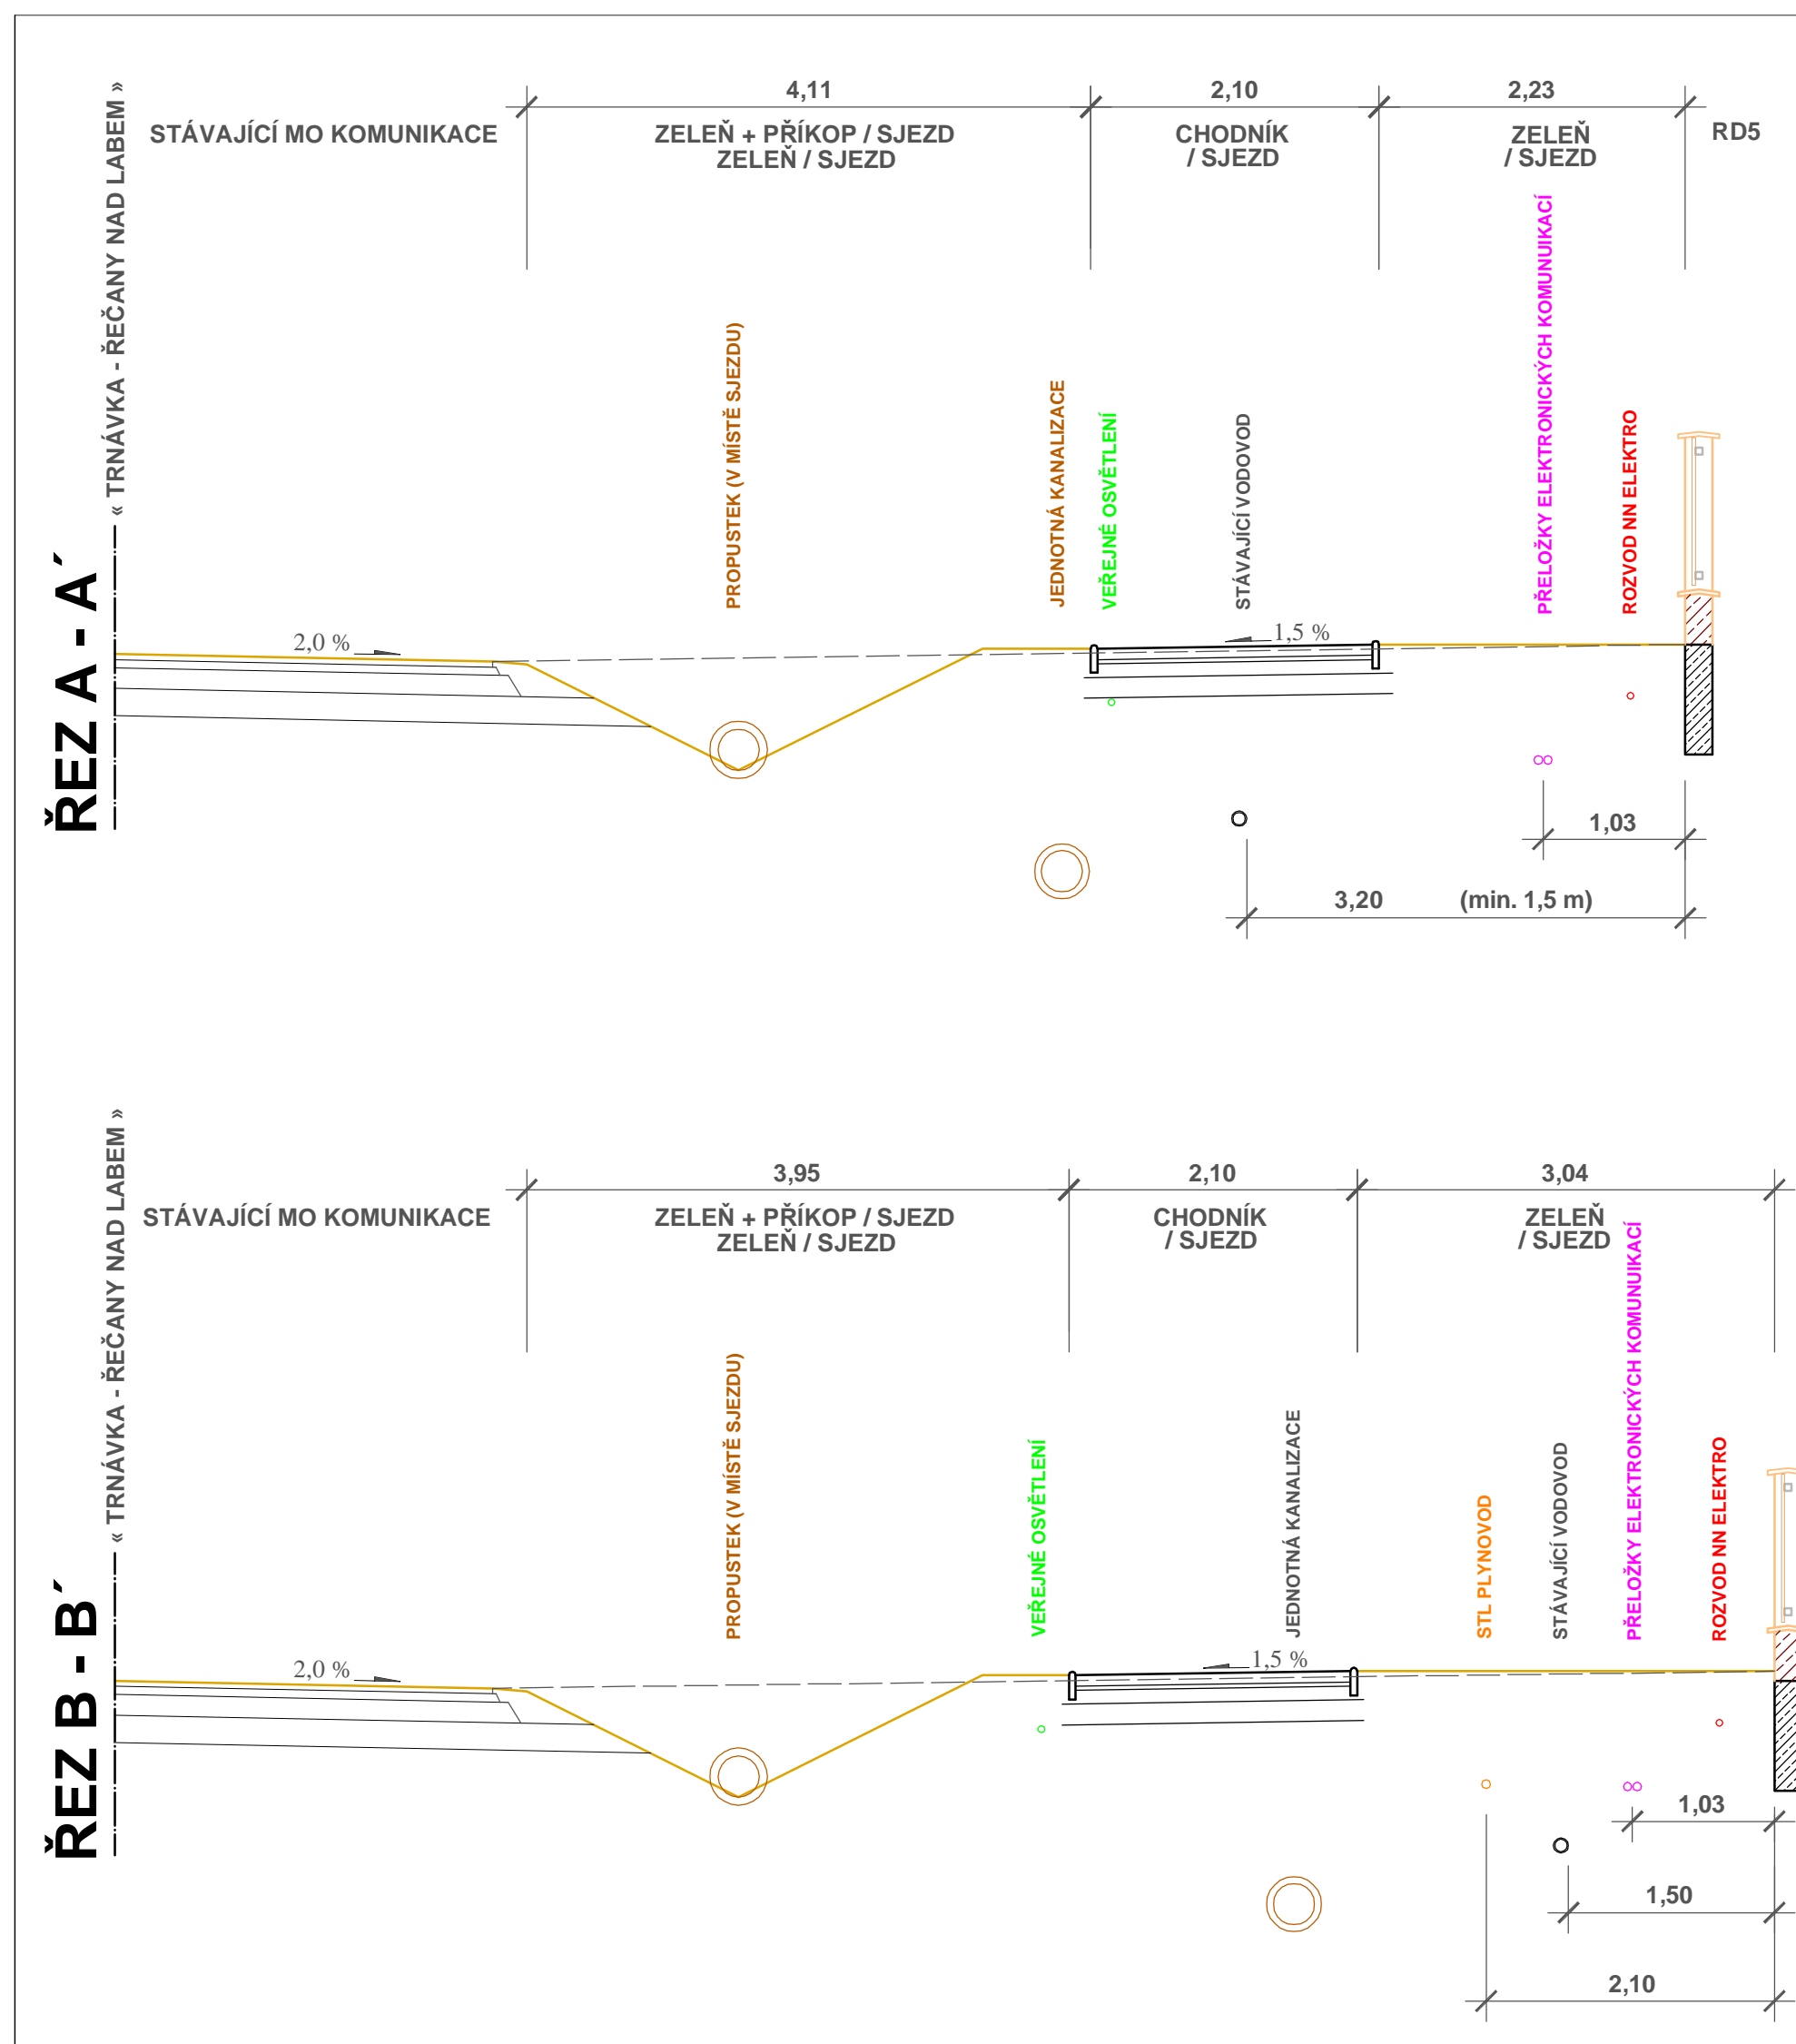 ŘEZ A - A´
« TRNÁVKA - ŘEČANY NAD LABEM »
4,11
2,10
2,23
STÁVAJÍCÍ MO KOMUNIKACE
ZELEŇ + PŘÍKOP / SJEZD
ZELEŇ / SJEZD
CHODNÍK
/ SJEZD
ZELEŇ
/ SJEZD
RD5
PROPUSTEK (V MÍSTĚ SJEZDU)
JEDNOTNÁ KANALIZACE
VEŘEJNÉ OSVĚTLENÍ
STÁVAJÍCÍ VODOVOD
PŘELOŽKY ELEKTRONICKÝCH KOMUNUIKACÍ
ROZVOD NN ELEKTRO
2,0 %
1,5 %
1,03
3,20 (min. 1,5 m)
ŘEZ B - B´
« TRNÁVKA - ŘEČANY NAD LABEM »
3,95
2,10
3,04
STÁVAJÍCÍ MO KOMUNIKACE
ZELEŇ + PŘÍKOP / SJEZD
ZELEŇ / SJEZD
CHODNÍK
/ SJEZD
ZELEŇ
/ SJEZD
PROPUSTEK (V MÍSTĚ SJEZDU)
VEŘEJNÉ OSVĚTLENÍ
JEDNOTNÁ KANALIZACE
STL PLYNOVOD
STÁVAJÍCÍ VODOVOD
PŘELOŽKY ELEKTRONICKÝCH KOMUNUIKACÍ
ROZVOD NN ELEKTRO
2,0 %
1,5 %
1,03
1,50
2,10